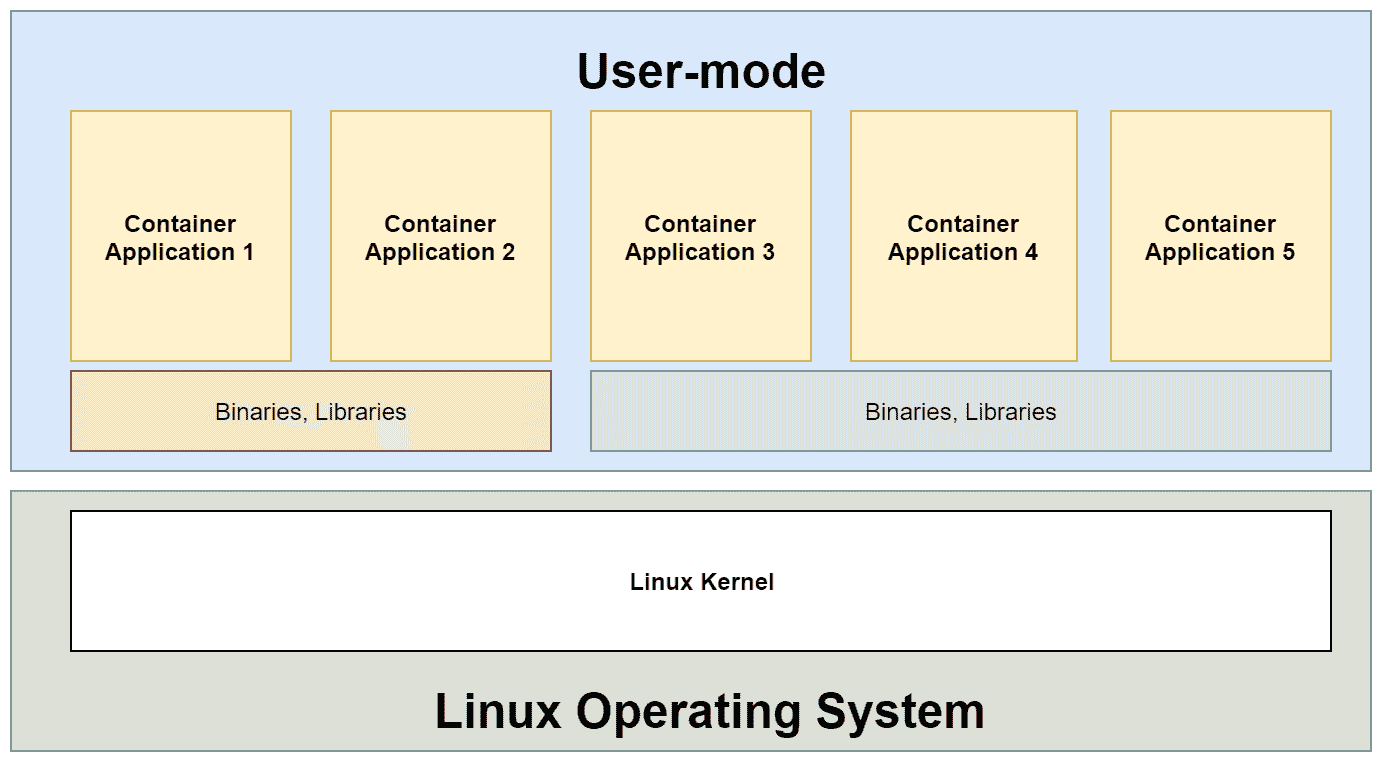 User-mode
Container
Application 1
Container
Application 2
Container
Application 3
Container
Application 4
Container
Application 5
Binaries, Libraries
Binaries, Libraries
Linux Kernel
Linux Operating System